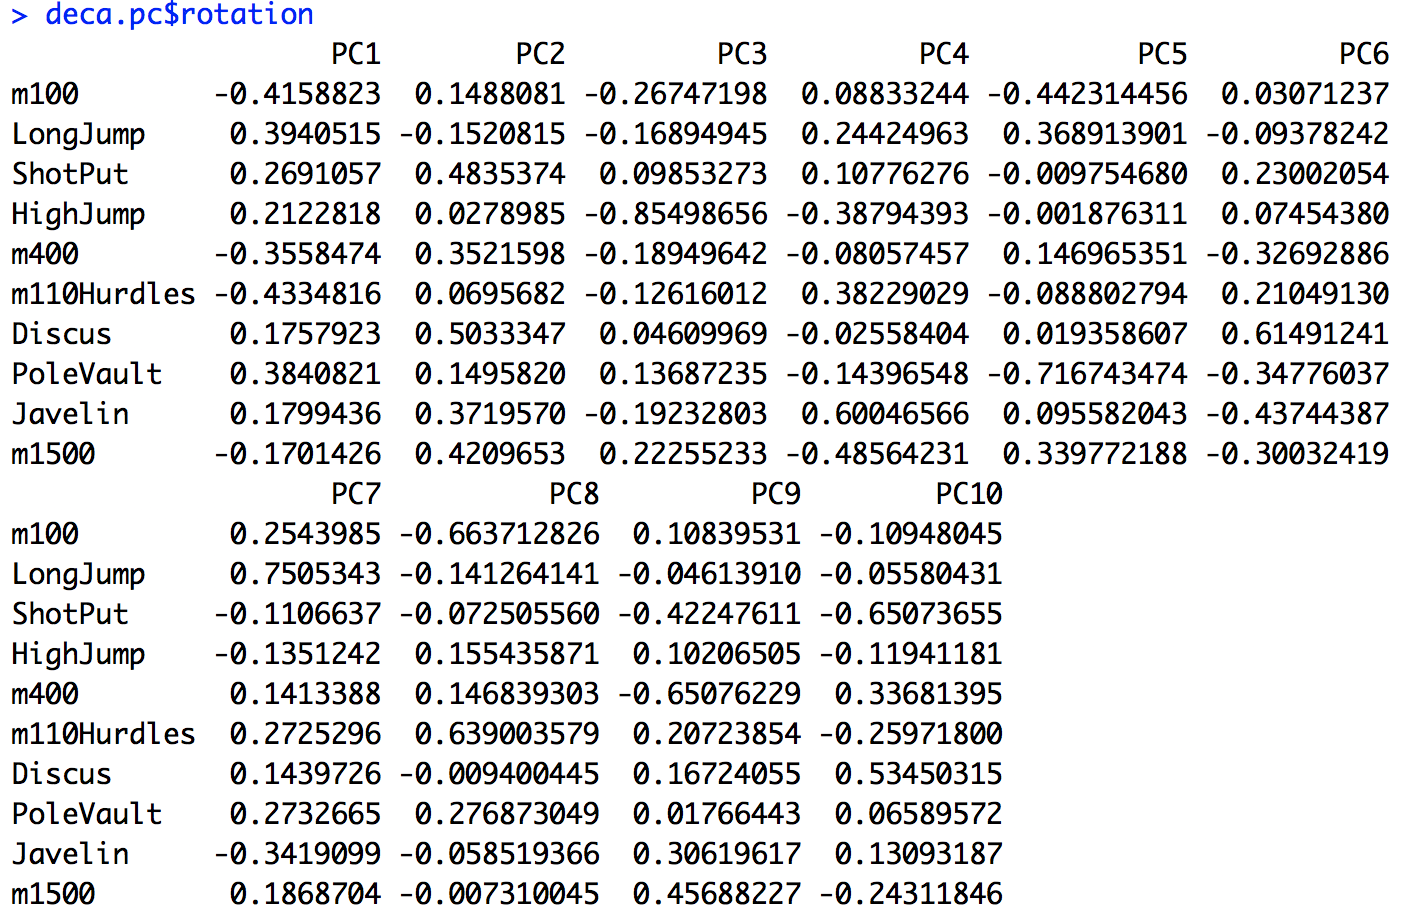 > deca.pc$rotation
PC1 PC2 PC3 PC4 PC5 PC6
m100 -0.4158823 0.1488081 -0.26747198 0.08833244 -0.442314456 0.03071237
LongJump 0.3940515 -0.1520815 -0.16894945 0.24424963 0.368913901 -0.09378242
ShotPut 0.2691057 0.4835374 0.09853273 0.10776276 -0.009754680 0.23002054
HighJump 0.2122818 0.0278985 -0.85498656 -0.38794393 -0.001876311 0.07454380
m400 -0.3558474 0.3521598 -0.18949642 -0.08057457 0.146965351 -0.32692886
m110Hurdles -0.4334816 0.0695682 -0.12616012 0.38229029 -0.088802794 0.21049130
Discus 0.1757923 0.5033347 0.04609969 -0.02558404 0.019358607 0.61491241
PoleVault 0.3840821 0.1495820 0.13687235 -0.14396548 -0.716743474 -0.34776037
Javelin 0.1799436 0.3719570 -0.19232803 0.60046566 0.095582043 -0.43744387
m1500 -0.1701426 0.4209653 0.22255233 -0.48564231 0.339772188 -0.30032419
PC7 PC8 PC9 PC10
m100 0.2543985 -0.663712826 0.10839531 -0.10948045
LongJump 0.7505343 -0.141264141 -0.04613910 -0.05580431
ShotPut -0.1106637 -0.072505560 -0.42247611 -0.65073655
HighJump -0.1351242 0.155435871 0.10206505 -0.11941181
m400 0.1413388 0.146839303 -0.65076229 0.33681395
m110Hurdles 0.2725296 0.639003579 0.20723854 -0.25971800
Discus 0.1439726 -0.009400445 0.16724055 0.53450315
PoleVault 0.2732665 0.276873049 0.01766443 0.06589572
Javelin -0.3419099 -0.058519366 0.30619617 0.13093187
m1500 0.1868704 -0.007310045 0.45688227 -0.24311846